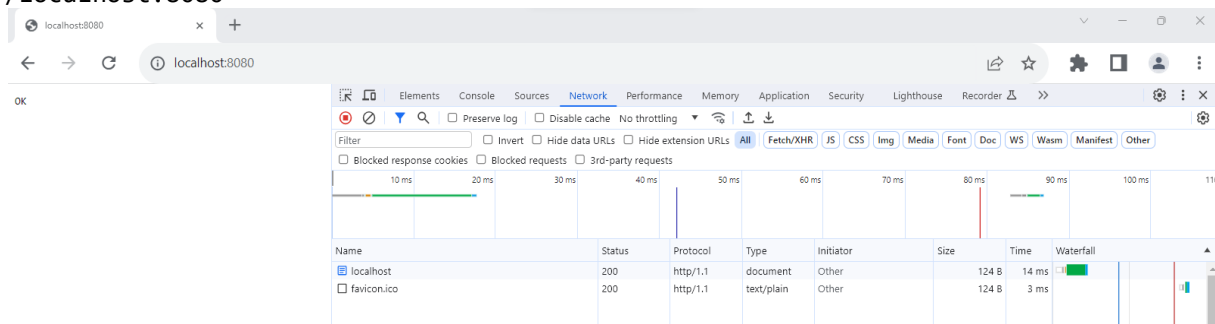 /localhost:8080
localhost:8080
localhost:8080
OK
Elements Console Sources Network Performance Memory Application Security Lighthouse Recorder
Preserve log Disable cache No throttling
Filter Invert Hide data URLs Hide extension URLs All Fetch/XHR JS CSS Img Media Font Doc WS Wasm Manifest Other
Blocked response cookies Blocked requests 3rd-party requests
10 ms 20 ms 30 ms 40 ms 50 ms 60 ms 70 ms 80 ms 90 ms 100 ms 11
Name Status Protocol Type Initiator Size Time Waterfall
localhost 200 http/1.1 document Other 124 B 14 ms
favicon.ico 200 http/1.1 text/plain Other 124 B 3 ms